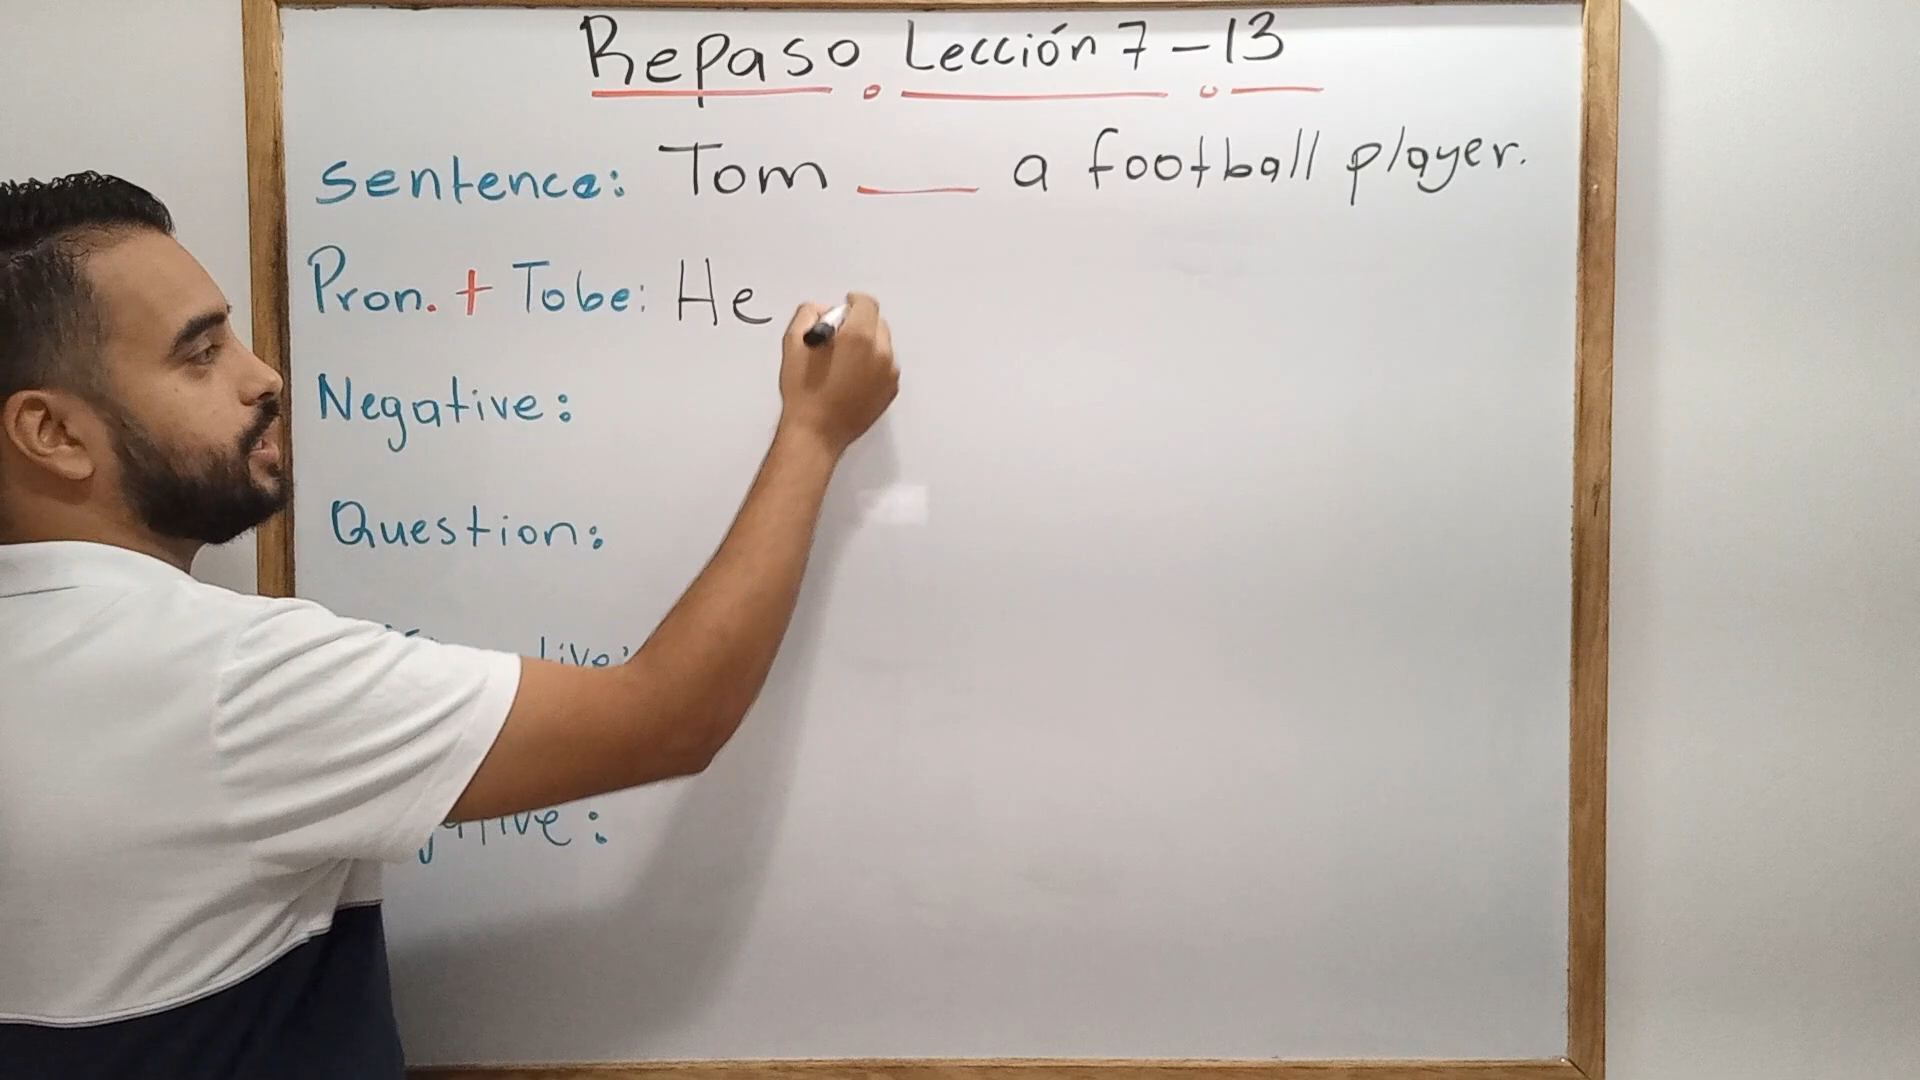 Repaso Lección 7-13
Sentence: Tom ___ a football player.
Pron. + Tobe: He
Negative:
Question: